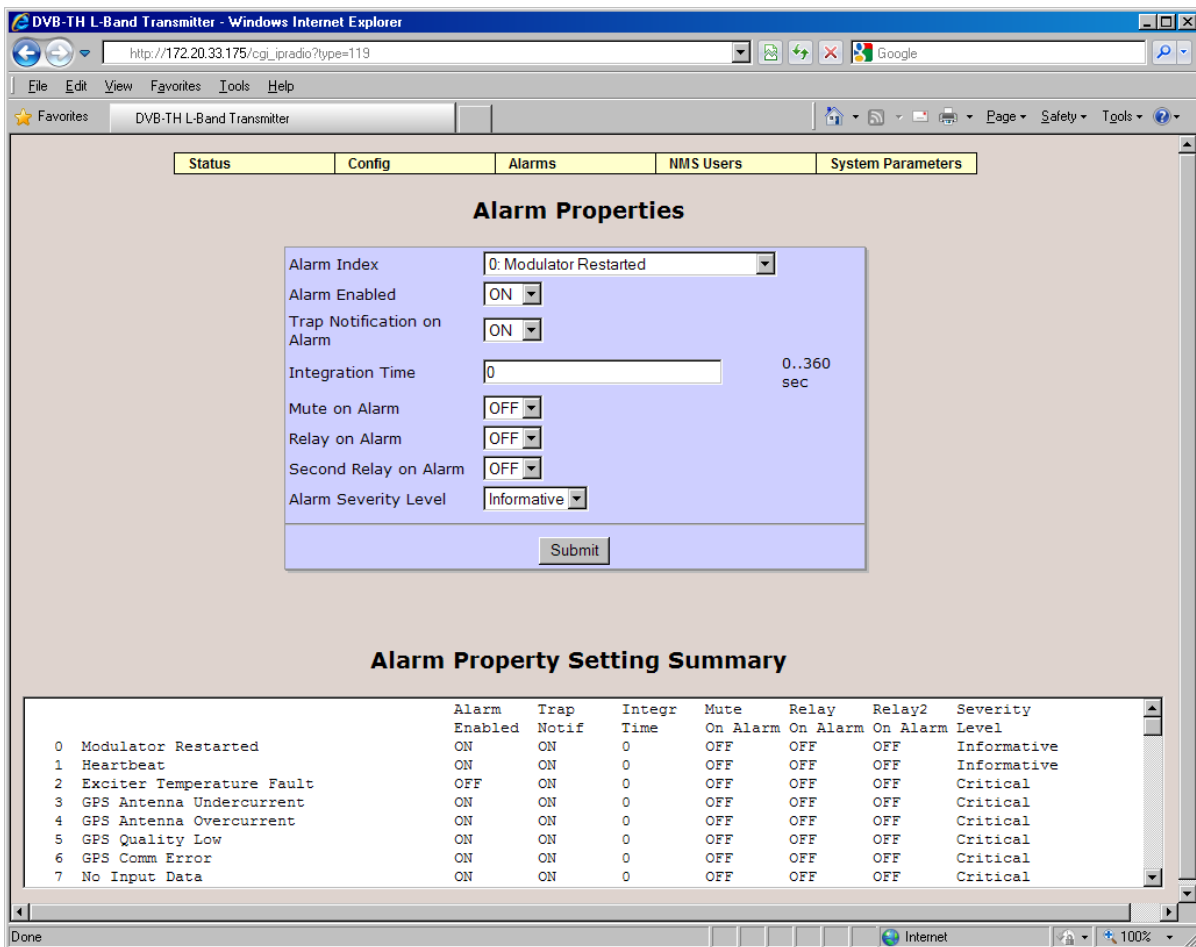 DVB-TH L-Band Transmitter - Windows Internet Explorer
http://172.20.33.175/cgi_ipradio?type=119
Google
File Edit View Favorites Tools Help
Favorites DVB-TH L-Band Transmitter Page Safety Tools
Status Config Alarms NMS Users System Parameters
Alarm Properties
Alarm Index 0: Modulator Restarted
Alarm Enabled ON
Trap Notification on
Alarm ON
Integration Time 0 0..360
sec
Mute on Alarm OFF
Relay on Alarm OFF
Second Relay on Alarm OFF
Alarm Severity Level Informative
Submit
Alarm Property Setting Summary
Alarm Trap Integr Mute Relay Relay2 Severity
Enabled Notif Time On Alarm On Alarm On Alarm Level
0 Modulator Restarted ON ON 0 OFF OFF OFF Informative
1 Heartbeat ON ON 0 OFF OFF OFF Informative
2 Exciter Temperature Fault OFF ON 0 OFF OFF OFF Critical
3 GPS Antenna Undercurrent ON ON 0 OFF OFF OFF Critical
4 GPS Antenna Overcurrent ON ON 0 OFF OFF OFF Critical
5 GPS Quality Low ON ON 0 OFF OFF OFF Critical
6 GPS Comm Error ON ON 0 OFF OFF OFF Critical
7 No Input Data ON ON 0 OFF OFF OFF Critical
Done Internet 100%